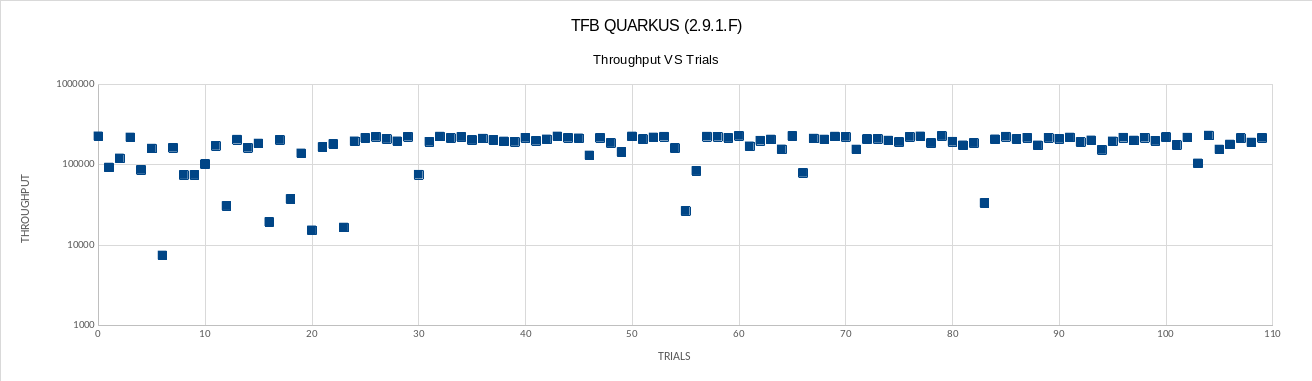 TFB QUARKUS (2.9.1.F)
Throughput VS Trials
1000000
100000
10000
1000
THROUGHPUT
0 10 20 30 40 50 60 70 80 90 100 110
TRIALS